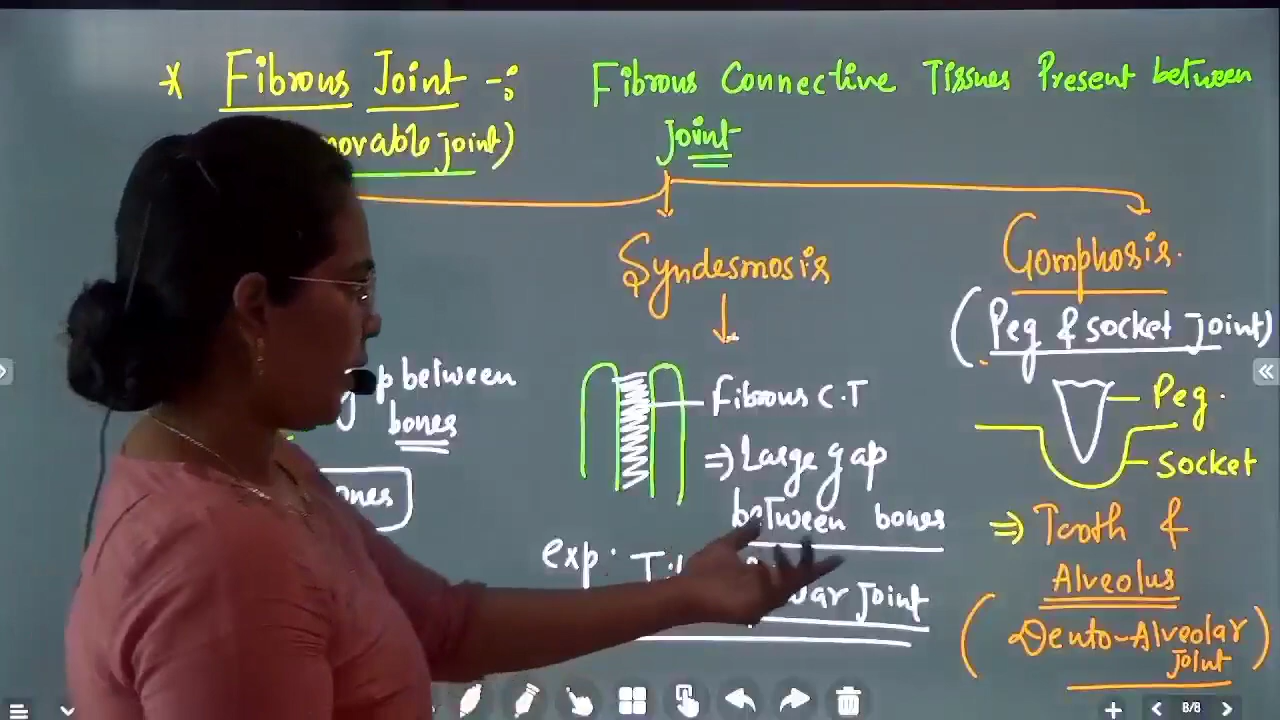 * Fibrous Joint -:
joint)
Fibrous Connective Tissues Present between
Joint
Syndesmosis
Gomphosis.
(Peg & socket joint)
between
bones
Fibrous C.T
⇒ Large gap
between bones
exp:
Joint
Peg.
Socket
⇒ Tooth &
Alveolus
(Dento-Alveolar
Joint)
8/8